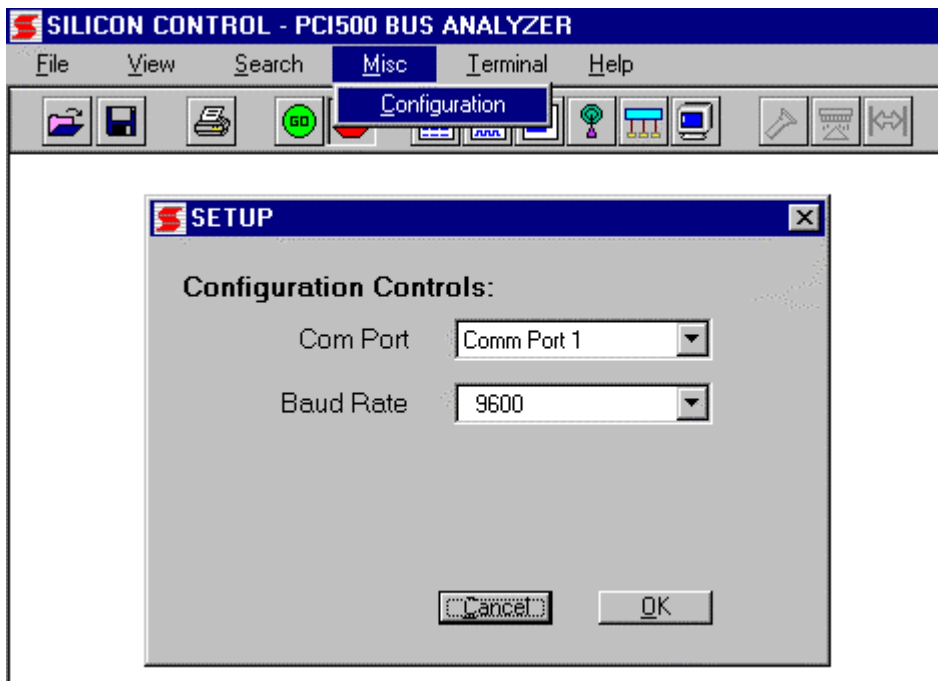 SILICON CONTROL - PCI500 BUS ANALYZER
File View Search Misc Terminal Help
Configuration
GO
SETUP
Configuration Controls:
Com Port Comm Port 1
Baud Rate 9600
Cancel OK